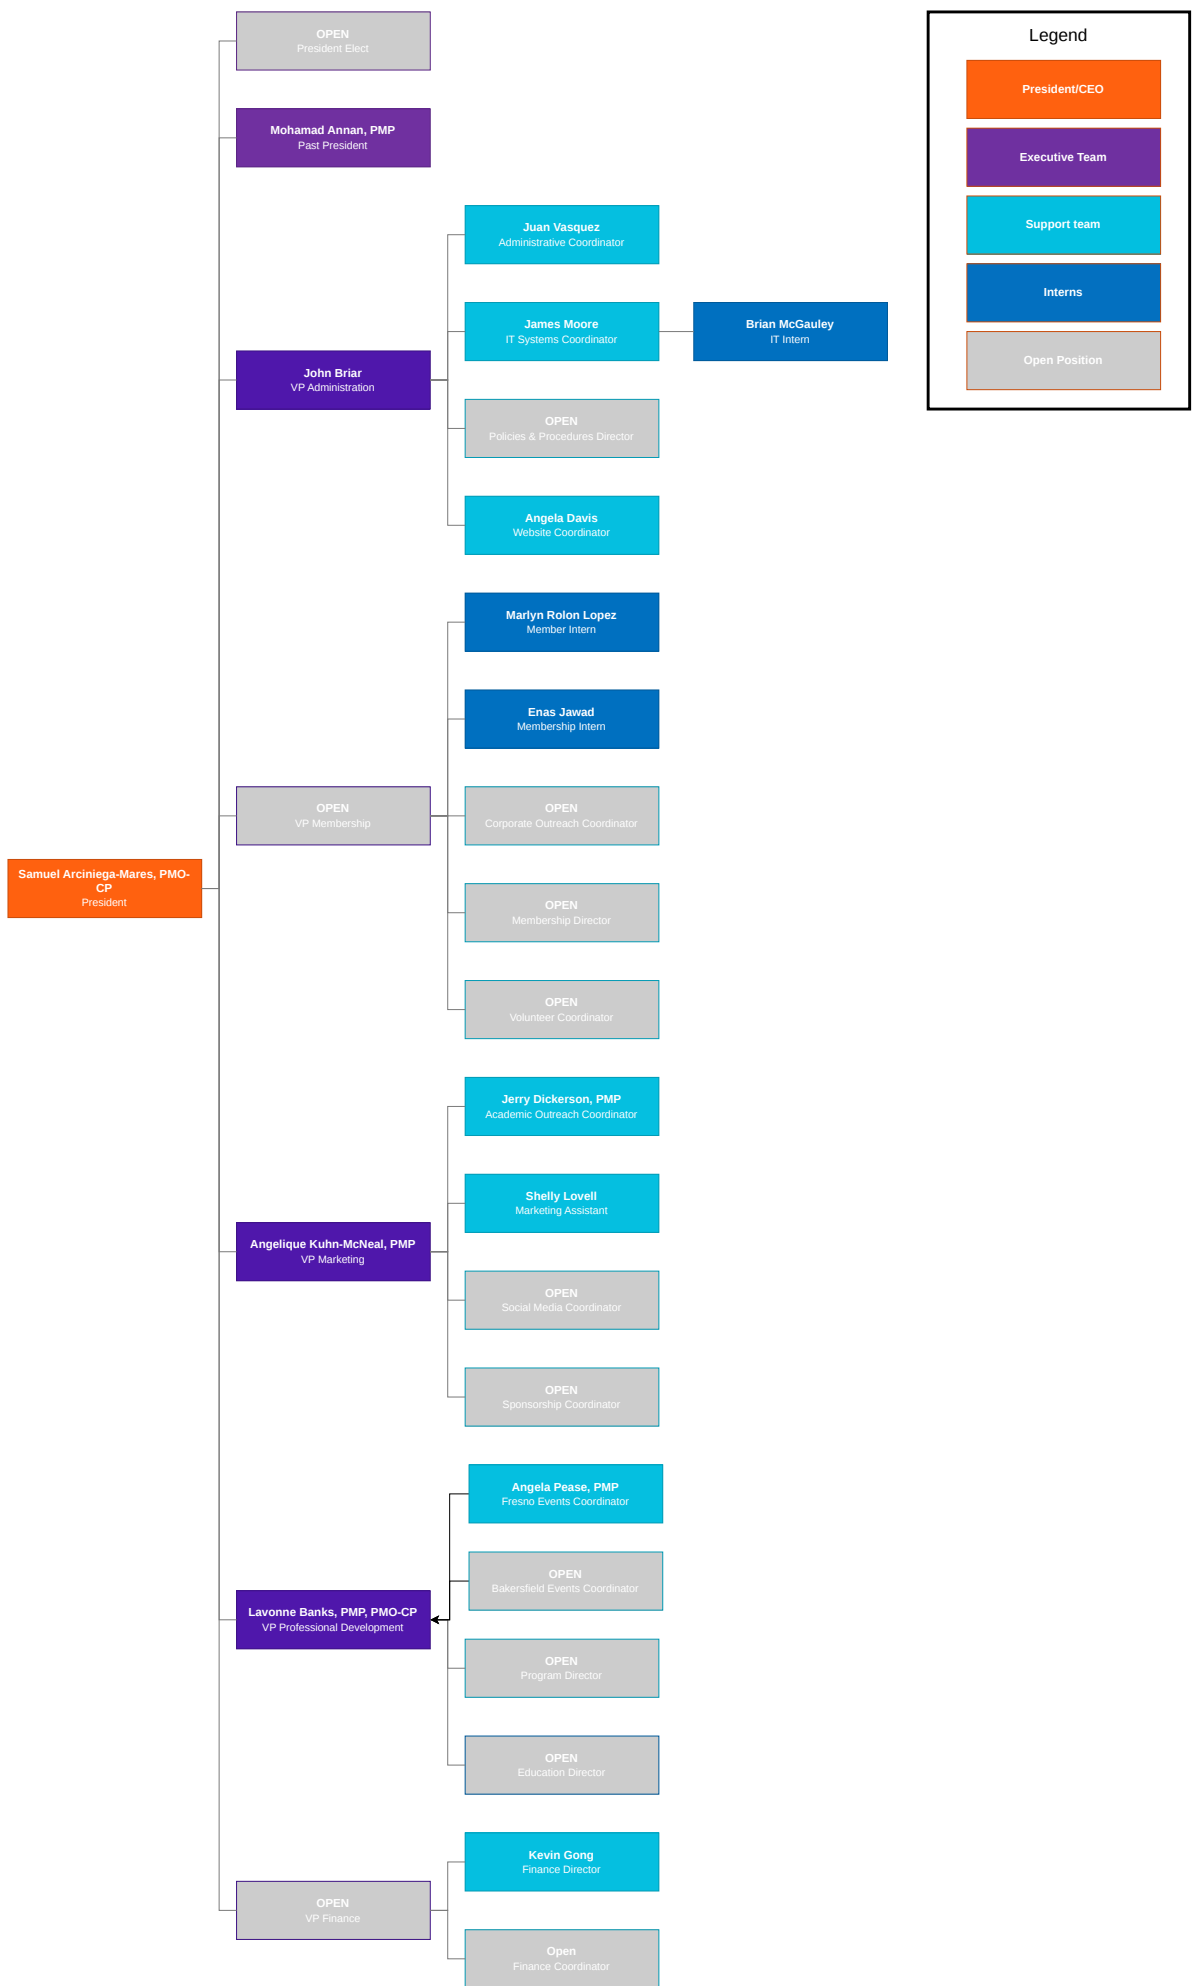 OPEN
President Elect
Legend
President/CEO
Mohamad Annan, PMP
Past President
Executive Team
Juan Vasquez
Administrative Coordinator
Support team
James Moore
IT Systems Coordinator
Brian McGauley
IT Intern
Interns
John Briar
VP Administration
Open Position
OPEN
Policies & Procedures Director
Angela Davis
Website Coordinator
Marlyn Rolon Lopez
Member Intern
Enas Jawad
Membership Intern
OPEN
VP Membership
OPEN
Corporate Outreach Coordinator
Samuel Arciniega-Mares, PMO-
CP
President
OPEN
Membership Director
OPEN
Volunteer Coordinator
Jerry Dickerson, PMP
Academic Outreach Coordinator
Shelly Lovell
Marketing Assistant
Angelique Kuhn-McNeal, PMP
VP Marketing
OPEN
Social Media Coordinator
OPEN
Sponsorship Coordinator
Angela Pease, PMP
Fresno Events Coordinator
OPEN
Bakersfield Events Coordinator
Lavonne Banks, PMP, PMO-CP
VP Professional Development
OPEN
Program Director
OPEN
Education Director
Kevin Gong
Finance Director
OPEN
VP Finance
Open
Finance Coordinator